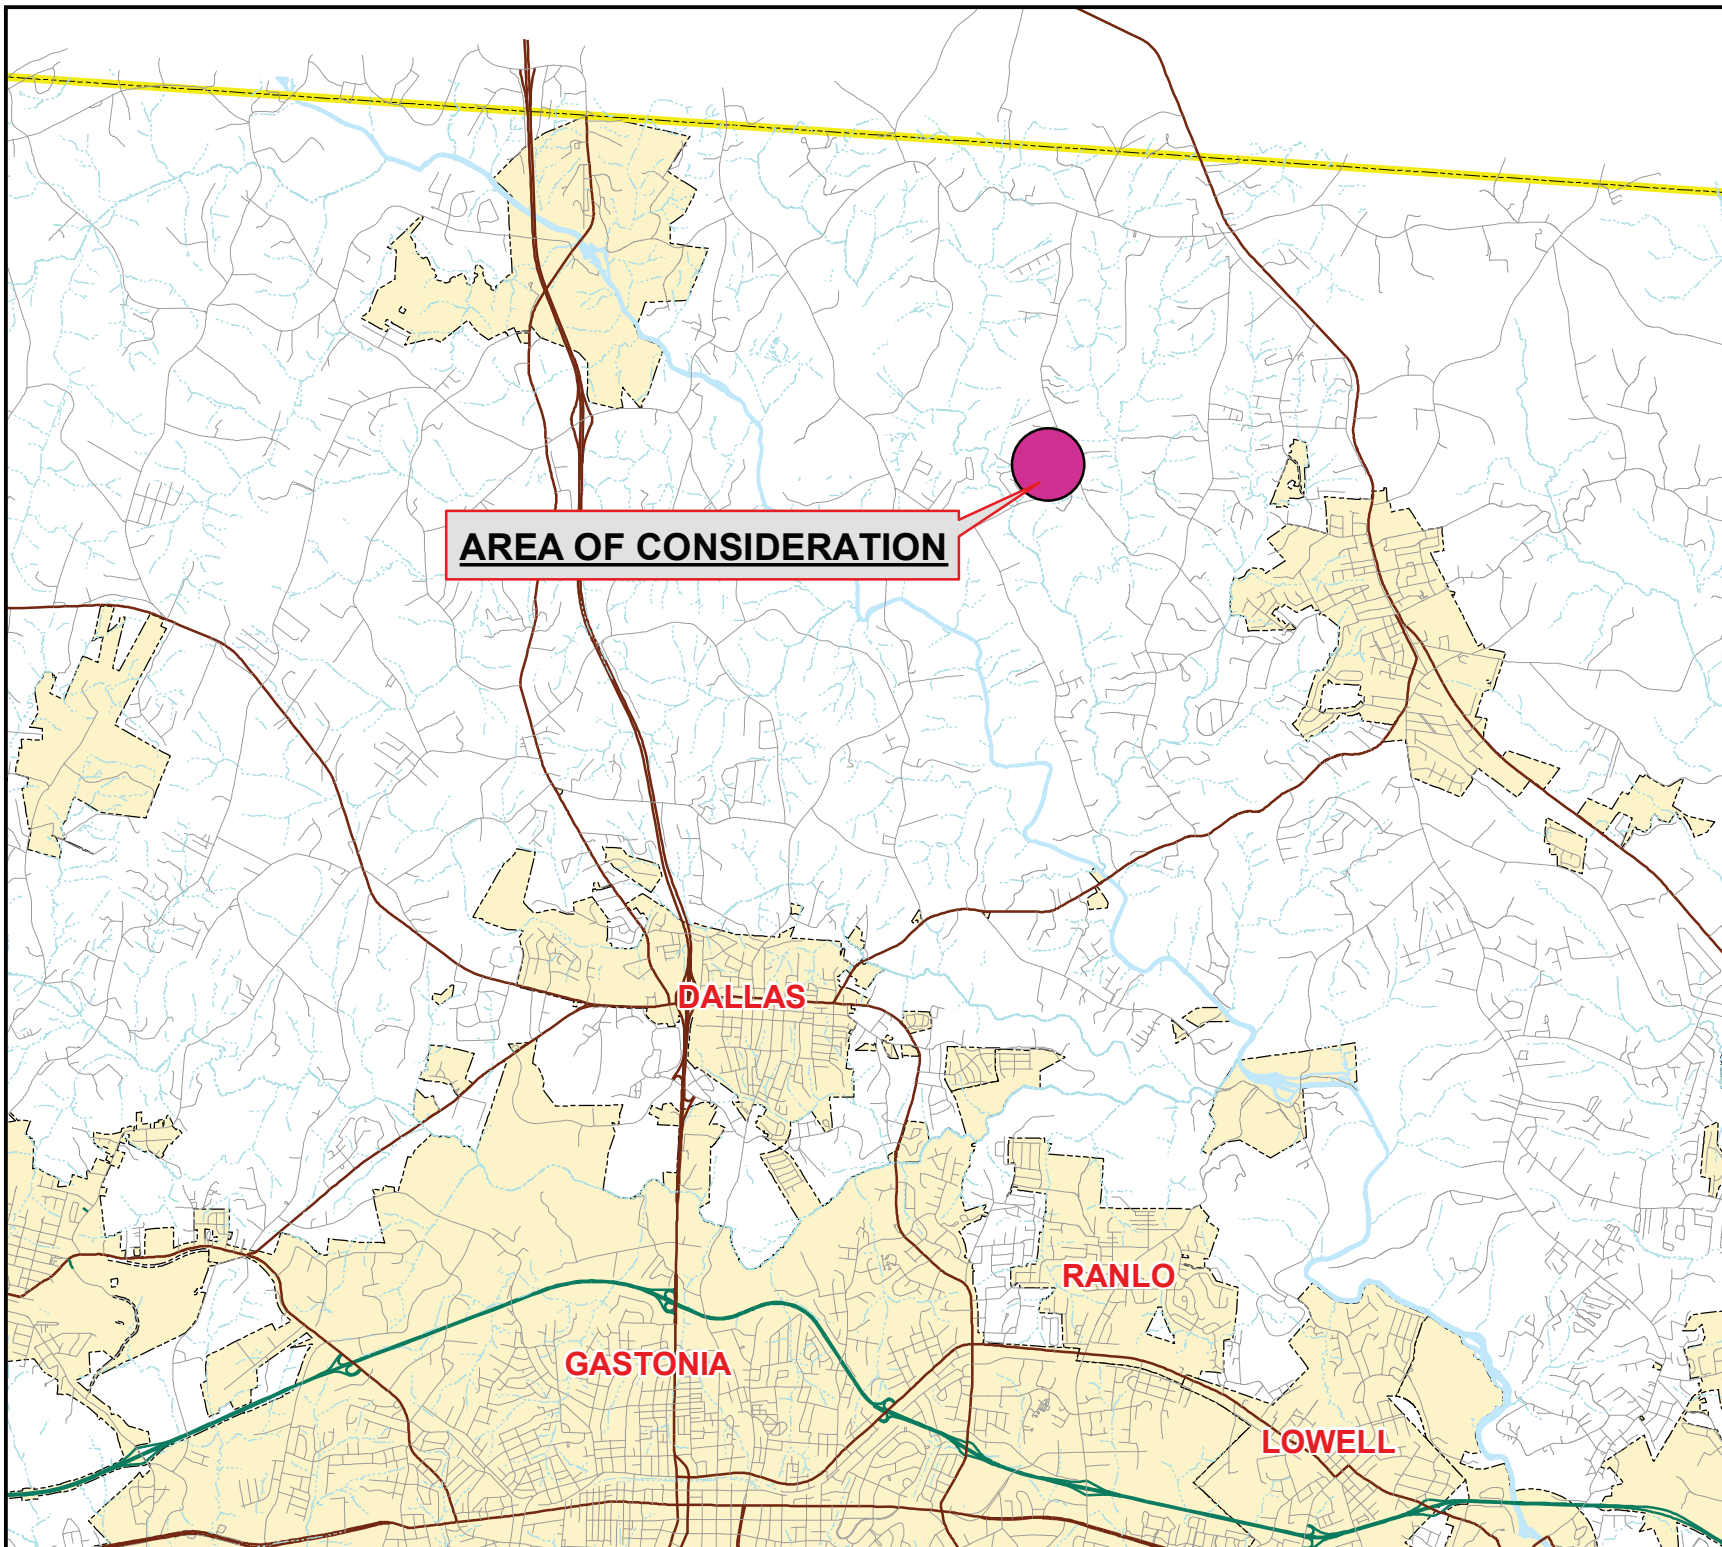 AREA OF CONSIDERATION
DALLAS
RANLO
GASTONIA
LOWELL